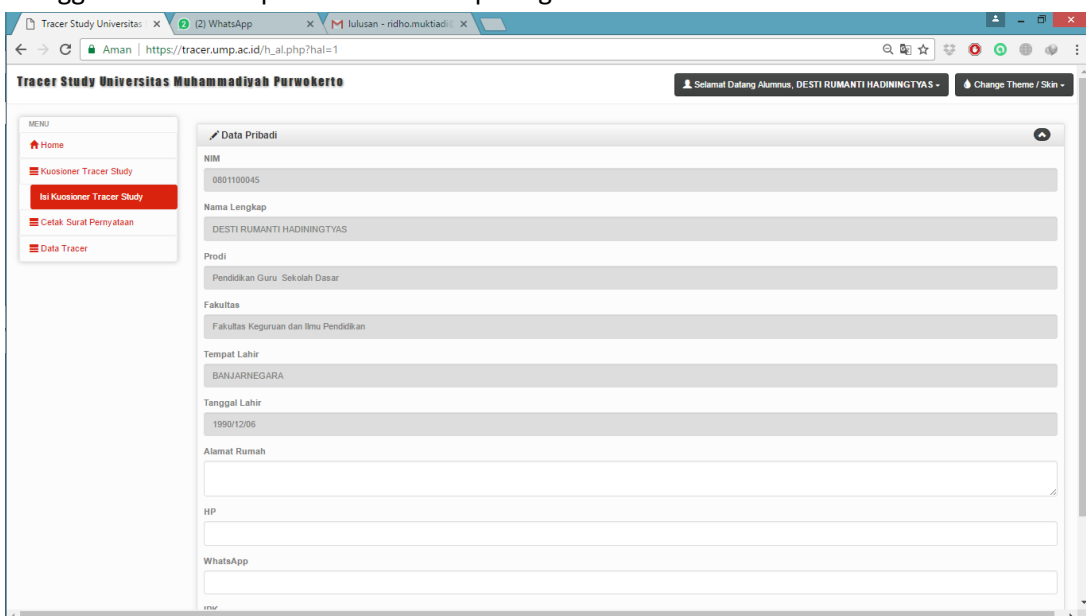 Tracer Study Universitas
(2) WhatsApp
lulusan - ridho.muktiadi
Aman | https://tracer.ump.ac.id/h_al.php?hal=1
Tracer Study Universitas Muhammadiyah Purwokerto
Selamat Datang Alumnus, DESTI RUMANTI HADININGTYAS
Change Theme / Skin
MENU
Home
Kuosioner Tracer Study
Isi Kuosioner Tracer Study
Cetak Surat Pernyataan
Data Tracer
Data Pribadi
NIM
0801100045
Nama Lengkap
DESTI RUMANTI HADININGTYAS
Prodi
Pendidikan Guru Sekolah Dasar
Fakultas
Fakultas Keguruan dan Ilmu Pendidikan
Tempat Lahir
BANJARNEGARA
Tanggal Lahir
1990/12/06
Alamat Rumah
HP
WhatsApp
IPK